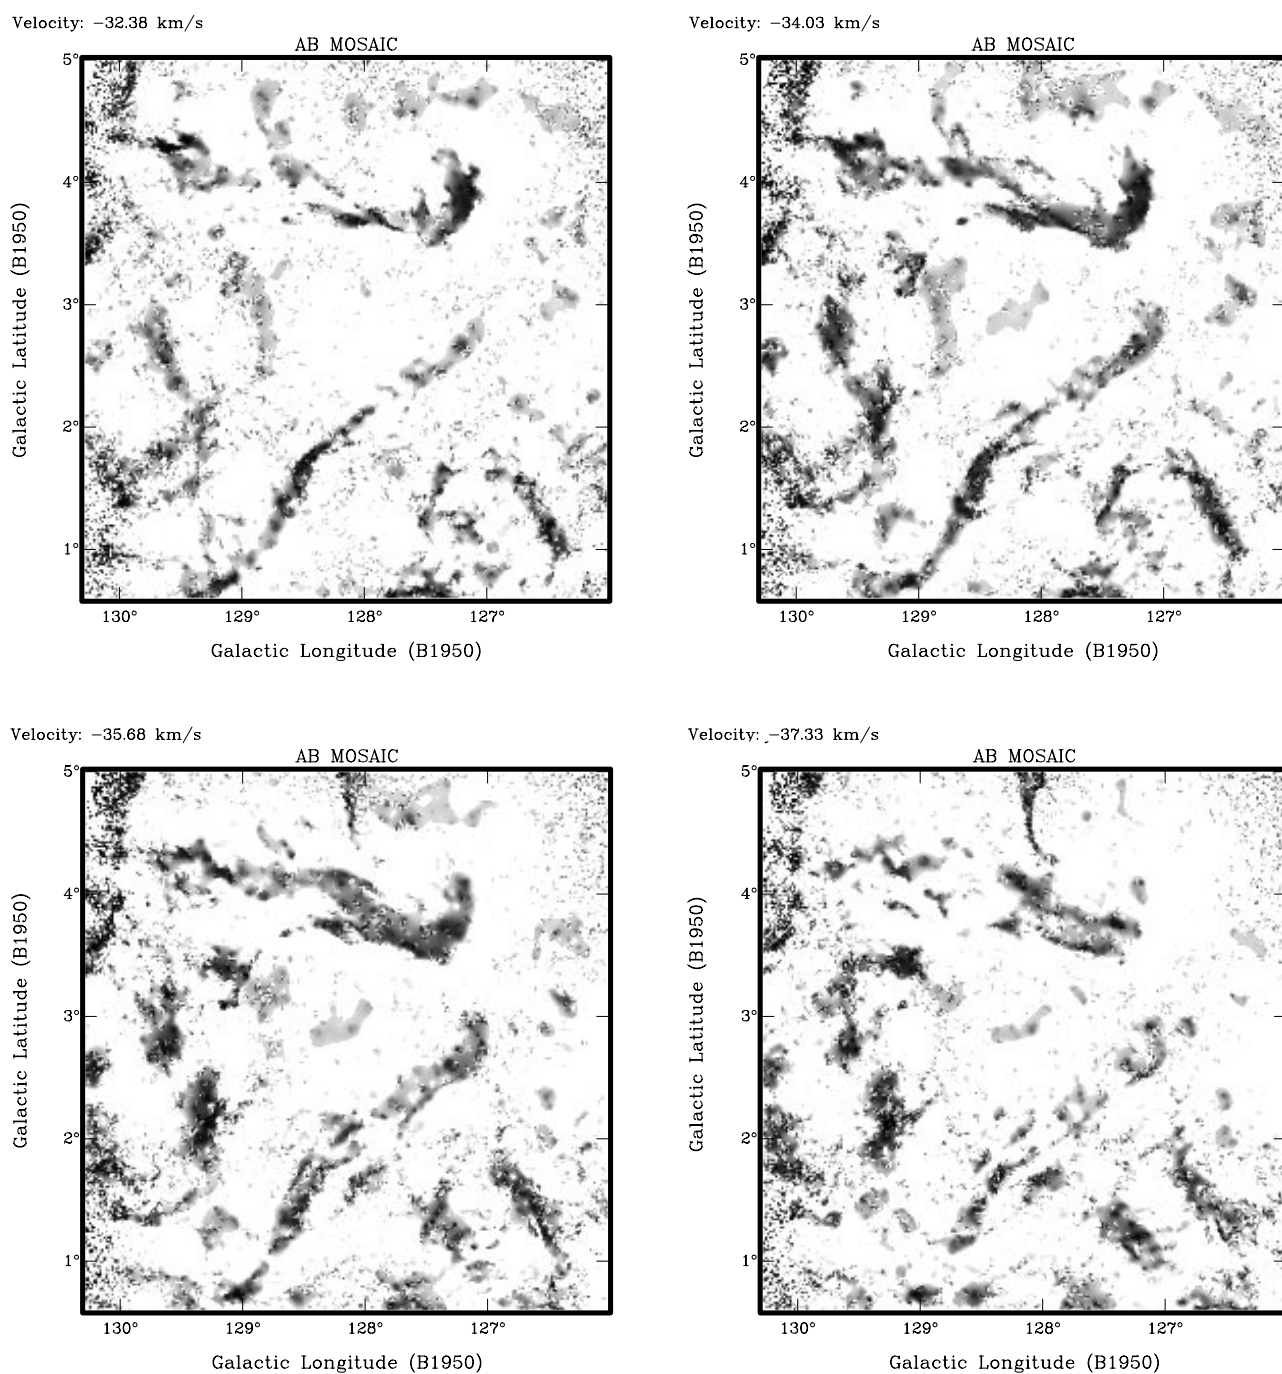 Velocity: −32.38 km/s
AB MOSAIC
5°
4°
3°
2°
1°
Galactic Latitude (B1950)
130° 129° 128° 127°
Galactic Longitude (B1950)
Velocity: −34.03 km/s
AB MOSAIC
5°
4°
3°
2°
1°
Galactic Latitude (B1950)
130° 129° 128° 127°
Galactic Longitude (B1950)
Velocity: −35.68 km/s
AB MOSAIC
5°
4°
3°
2°
1°
Galactic Latitude (B1950)
130° 129° 128° 127°
Galactic Longitude (B1950)
Velocity: −37.33 km/s
AB MOSAIC
5°
4°
3°
2°
1°
Galactic Latitude (B1950)
130° 129° 128° 127°
Galactic Longitude (B1950)